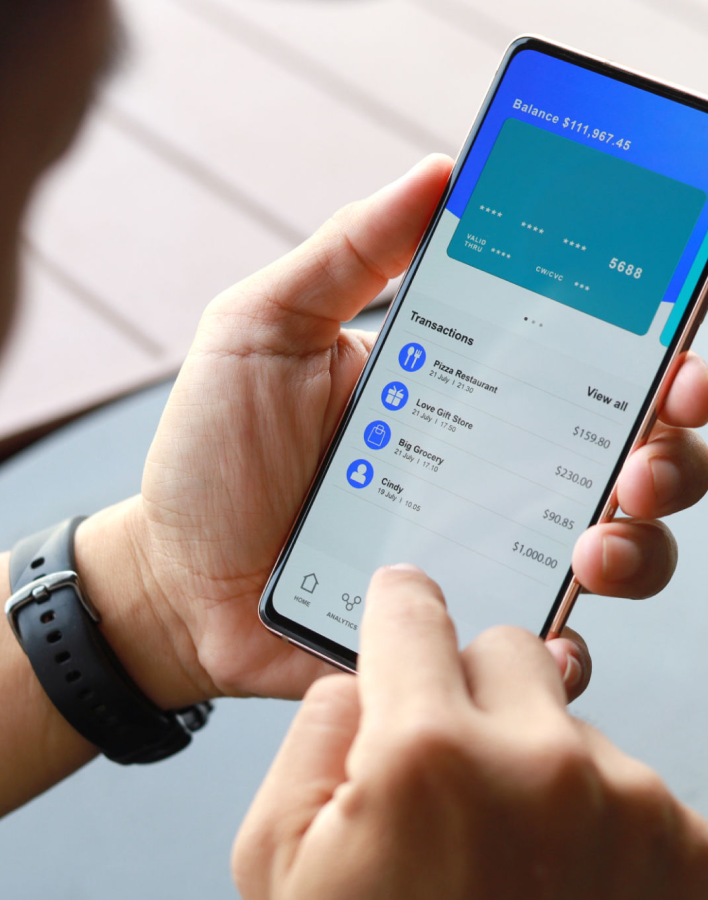 Balance $111,967.45
**** **** **** 5688
VALID
THRU ****
CW/CVC ***
Transactions
View all
Pizza Restaurant
21 July I 21.30
$159.80
Love Gift Store
21 July I 17.50
$230.00
Big Grocery
21 July I 17.10
$90.85
Cindy
19 July I 10.05
$1,000.00
HOME
ANALYTICS